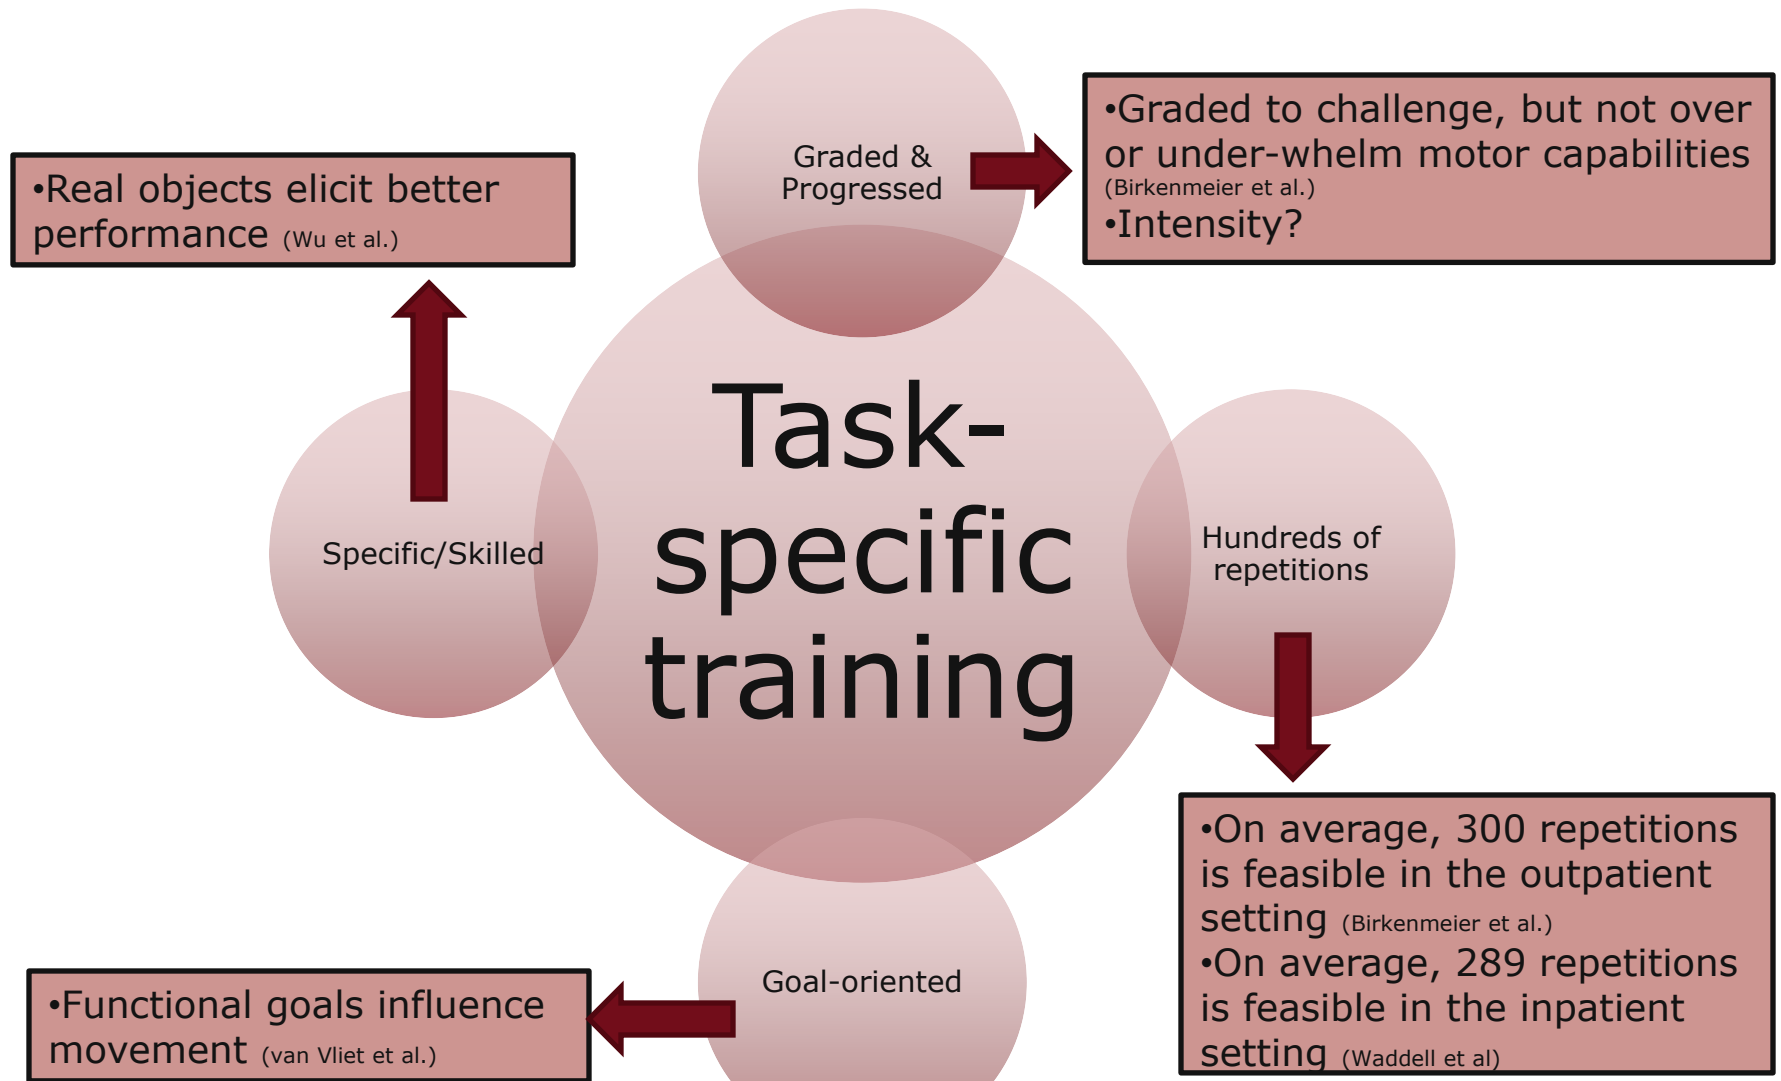 Graded &
Progressed
•Graded to challenge, but not over
or under-whelm motor capabilities
(Birkenmeier et al.)
•Intensity?
•Real objects elicit better
performance (Wu et al.)
Task-
specific
training
Specific/Skilled
Hundreds of
repetitions
•On average, 300 repetitions
is feasible in the outpatient
setting (Birkenmeier et al.)
•On average, 289 repetitions
is feasible in the inpatient
setting (Waddell et al)
Goal-oriented
•Functional goals influence
movement (van Vliet et al.)